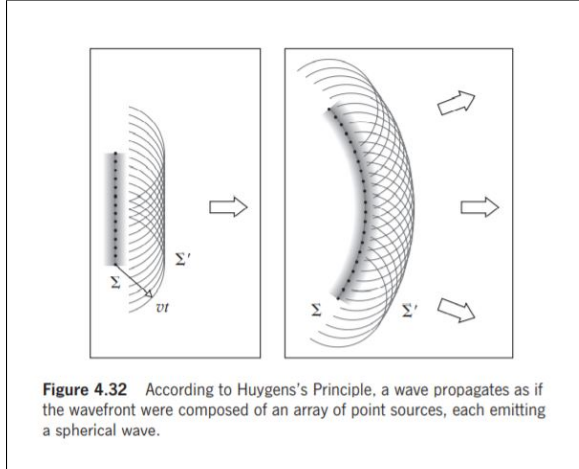 Σ
Σ′
vt
Σ
Σ′
Figure 4.32 According to Huygens's Principle, a wave propagates as if
the wavefront were composed of an array of point sources, each emitting
a spherical wave.